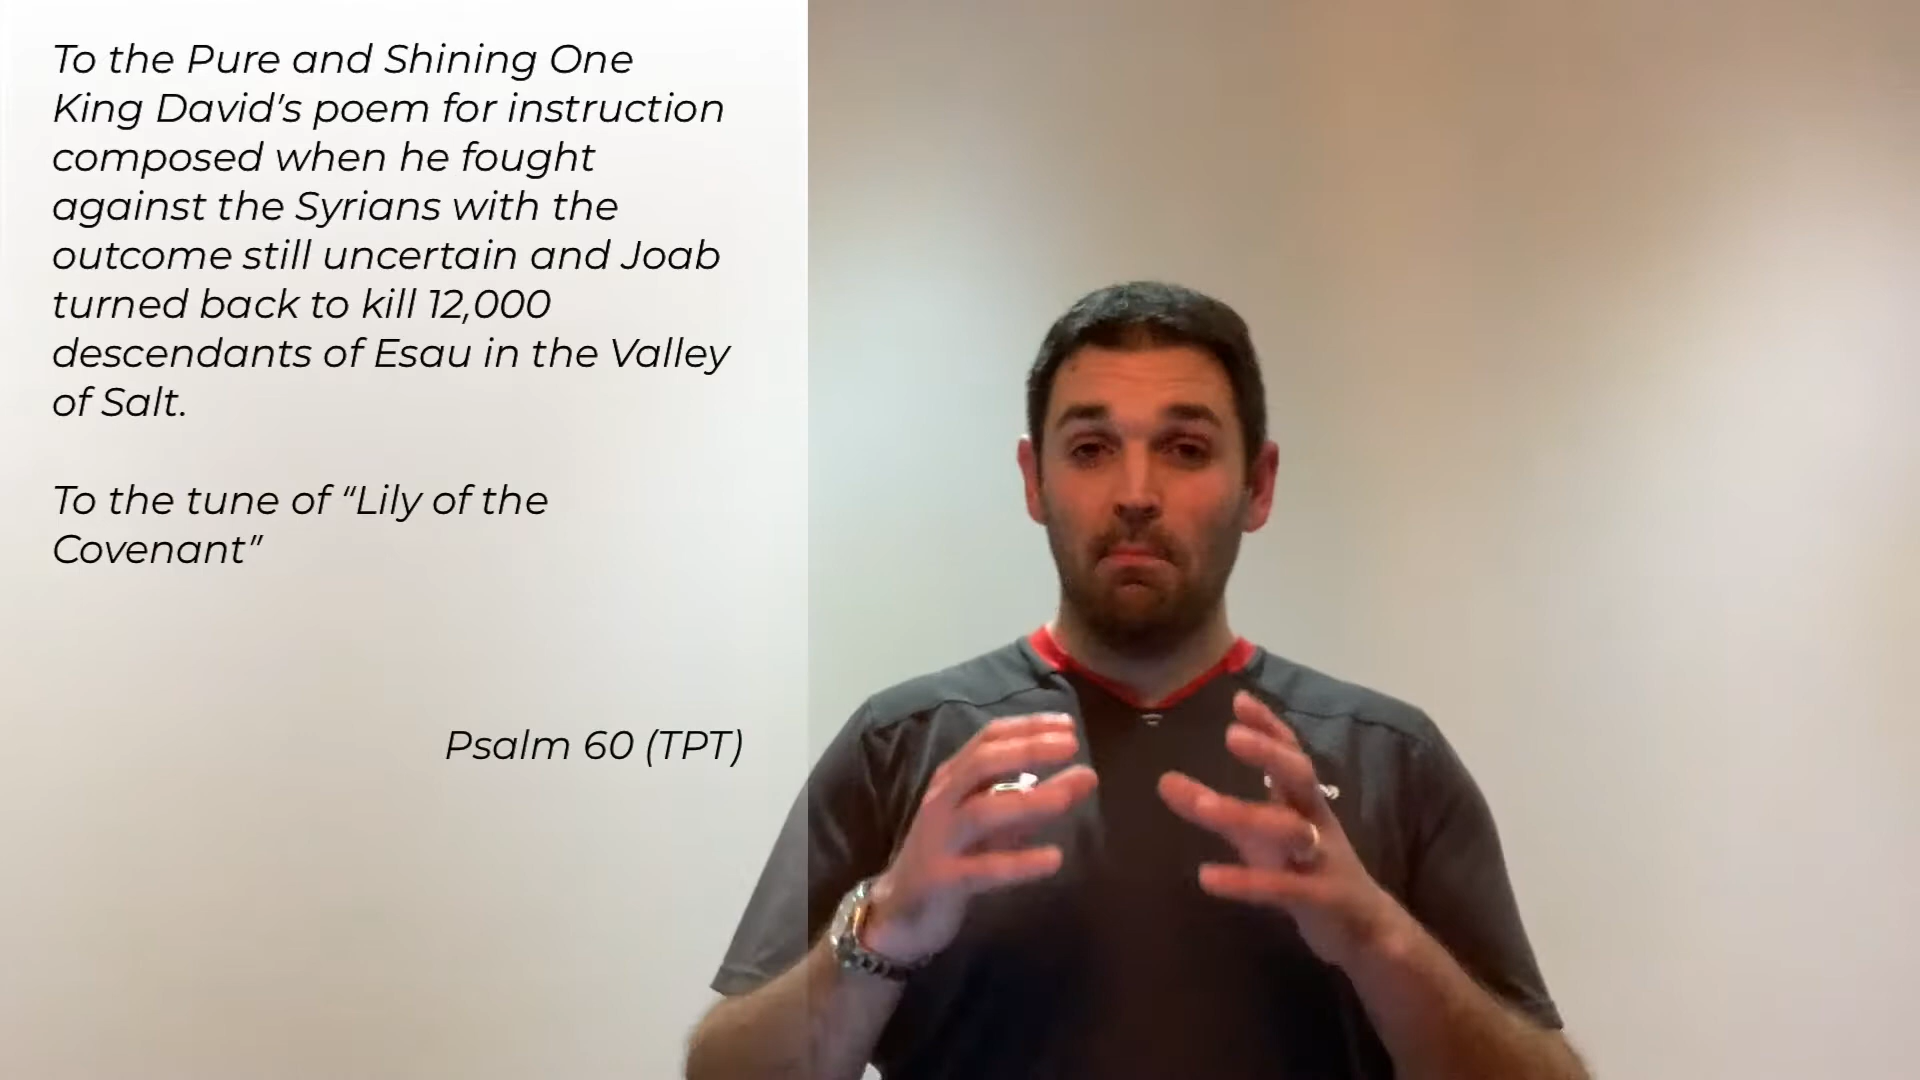 To the Pure and Shining One
King David's poem for instruction
composed when he fought
against the Syrians with the
outcome still uncertain and Joab
turned back to kill 12,000
descendants of Esau in the Valley
of Salt.
To the tune of “Lily of the
Covenant”
Psalm 60 (TPT)